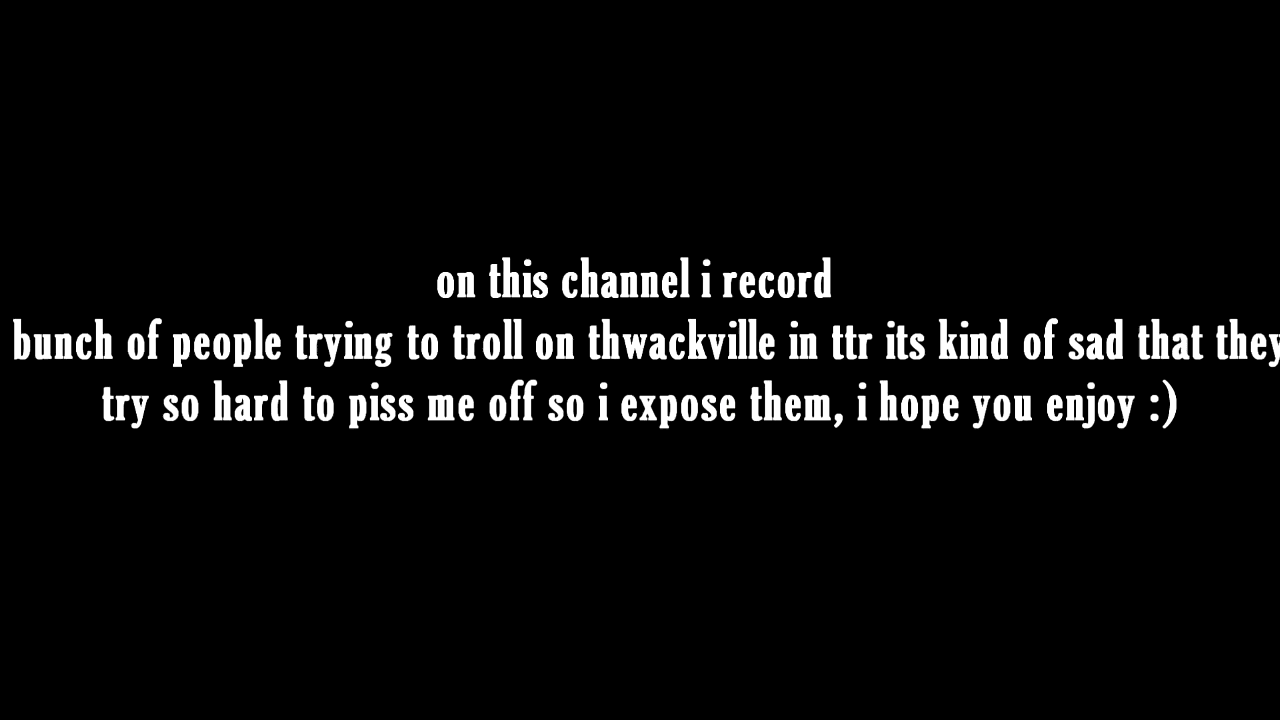 on this channel i record
bunch of people trying to troll on thwackville in ttr its kind of sad that they
try so hard to piss me off so i expose them, i hope you enjoy :)